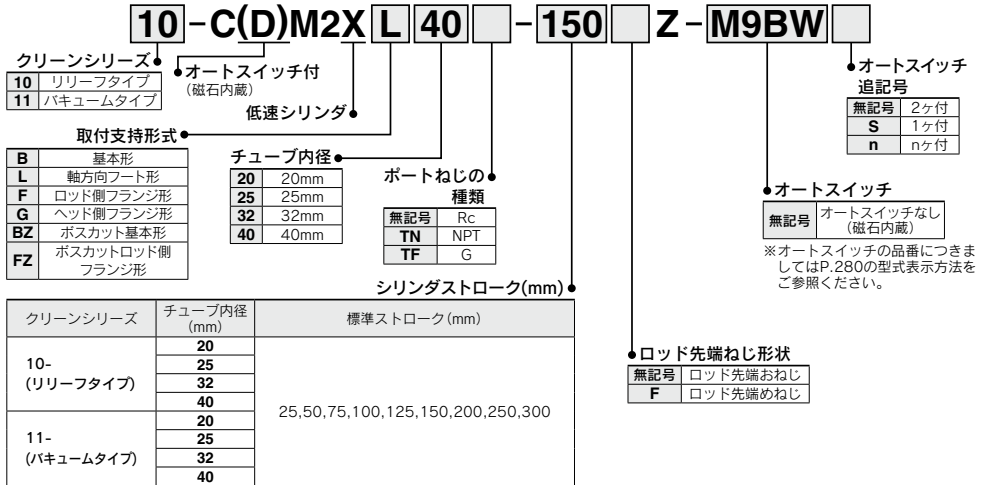 10-C(D)M2XL40-150Z-M9BW
クリーンシリーズ
10 リリーフタイプ
11 バキュームタイプ
オートスイッチ付
(磁石内蔵)
低速シリンダ
取付支持形式
B 基本形
L 軸方向フート形
F ロッド側フランジ形
G ヘッド側フランジ形
BZ ボスカット基本形
FZ ボスカットロッド側
フランジ形
チューブ内径
20 20mm
25 25mm
32 32mm
40 40mm
ポートねじの
種類
無記号 Rc
TN NPT
TF G
オートスイッチ
追記号
無記号 2ヶ付
S 1ヶ付
n nヶ付
オートスイッチ
無記号 オートスイッチなし
(磁石内蔵)
※オートスイッチの品番につきま
してはP.280の型式表示方法を
ご参照ください。
シリンダストローク(mm)
クリーンシリーズ チューブ内径
(mm) 標準ストローク(mm)
10-
(リリーフタイプ)
20
25
32
40
11-
(バキュームタイプ)
20
25
32
40
25,50,75,100,125,150,200,250,300
ロッド先端ねじ形状
無記号 ロッド先端おねじ
F ロッド先端めねじ